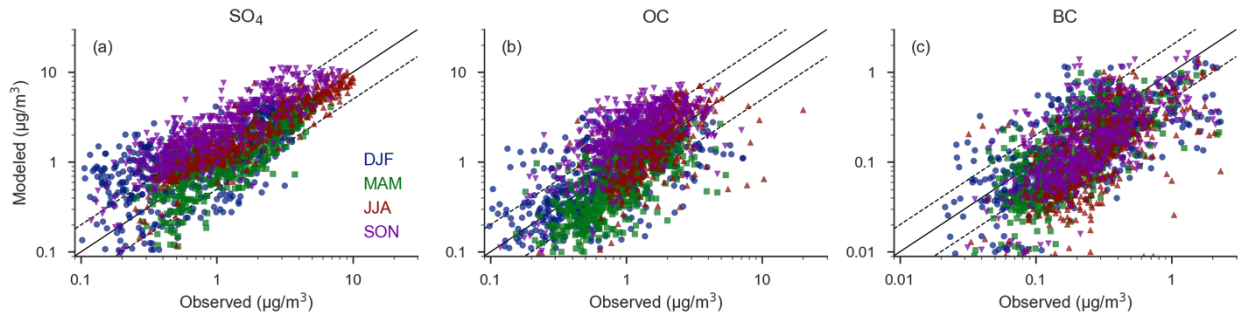 SO₄ OC BC
(a) (b) (c)
10 10 1
1 1 0.1
0.1 0.1 0.01
Modeled (µg/m³)
DJF
MAM
JJA
SON
0.1 1 10 0.1 1 10 0.01 0.1 1
Observed (µg/m³) Observed (µg/m³) Observed (µg/m³)